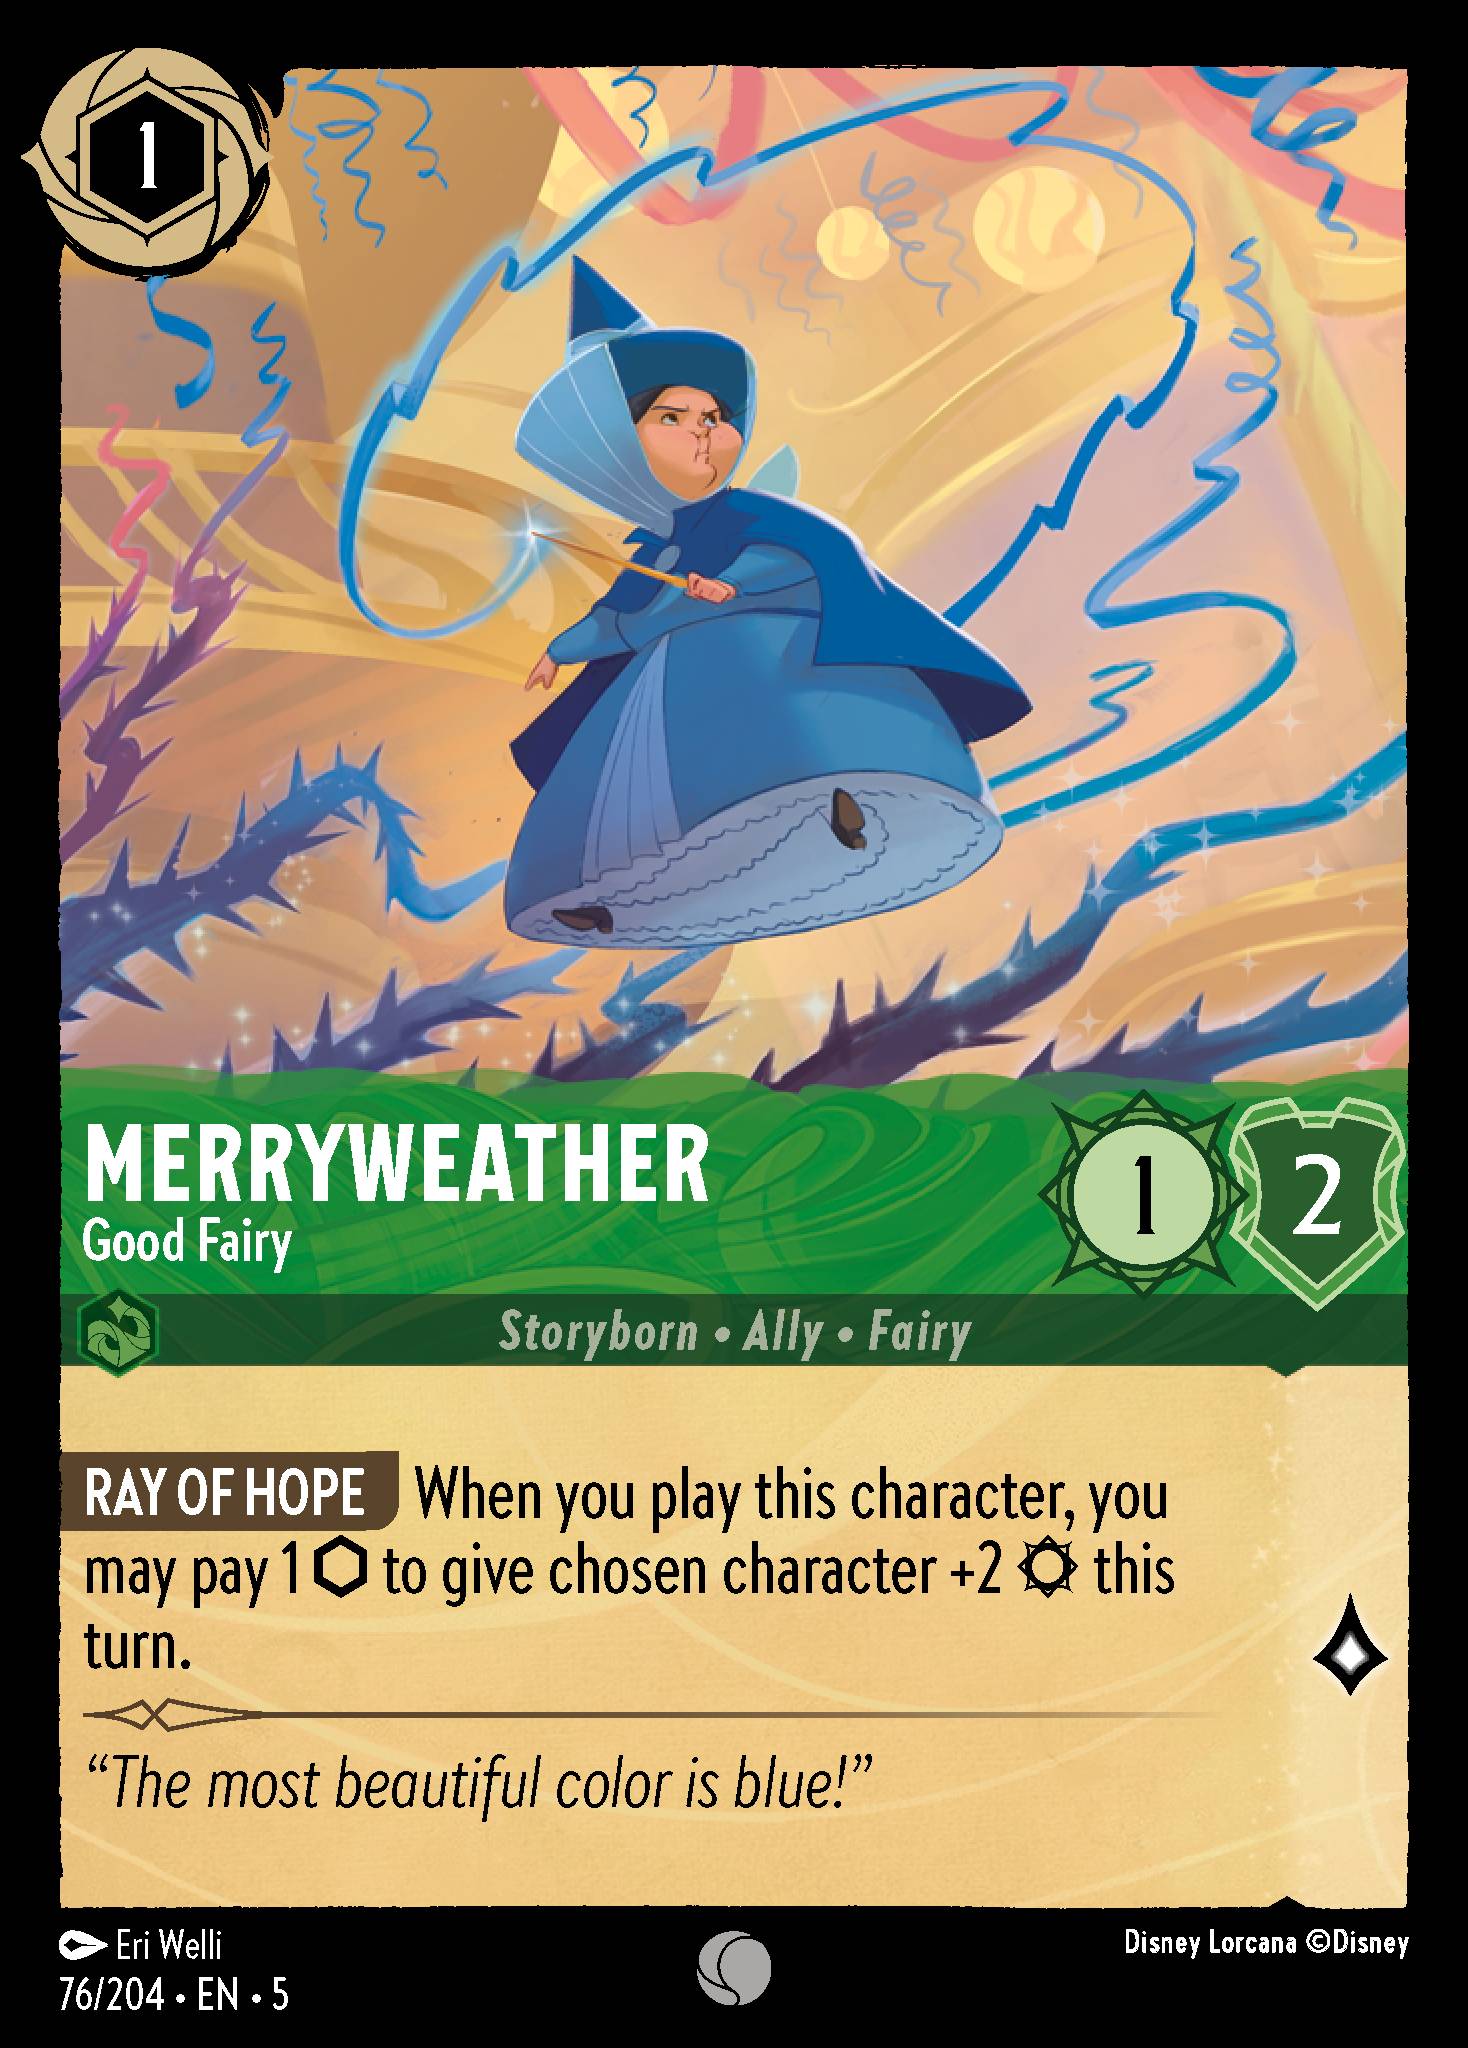 1
MERRYWEATHER
Good Fairy
1 2
Storyborn • Ally • Fairy
RAY OF HOPE When you play this character, you
may pay 1 ⬡ to give chosen character +2 ¤ this
turn.
“The most beautiful color is blue!”
Eri Welli
Disney Lorcana ©Disney
76/204 • EN • 5